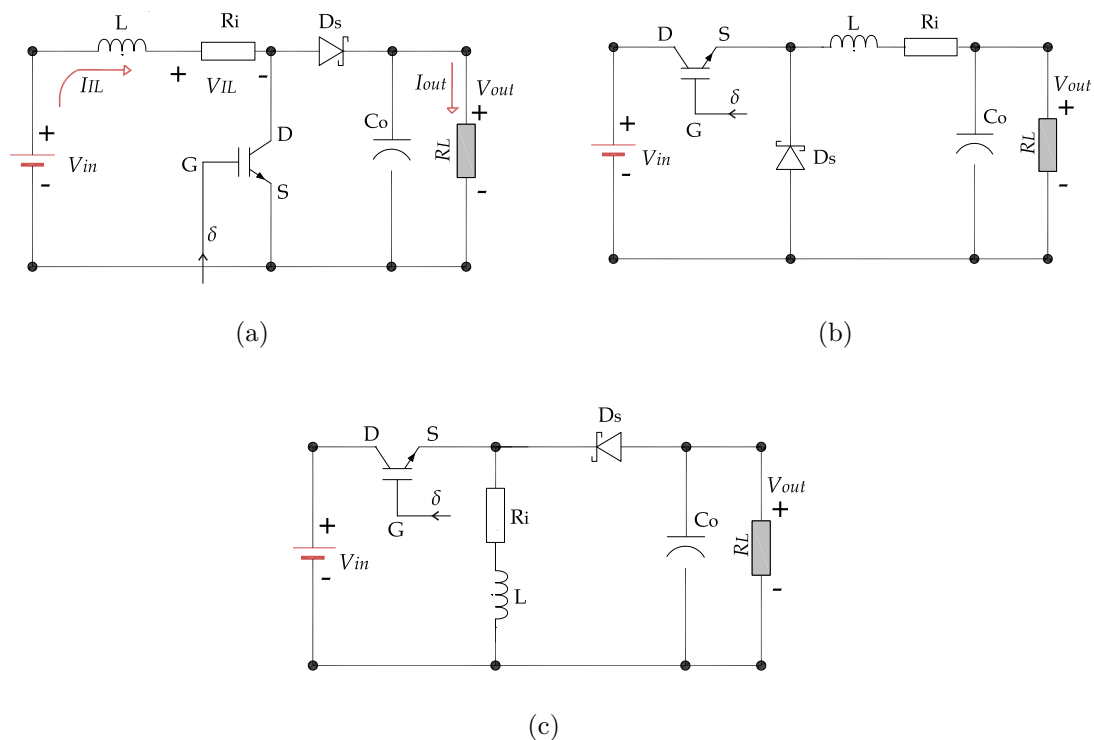 L Ri Ds
IIL + VIL - Iout Vout
+
+ Co
D
Vin G RL
- S -
δ
(a)
L Ri
D S
Vout
δ +
+ G Co
Vin Ds RL
- -
(b)
Ds
D S
Vout
δ +
+ G Ri Co
Vin RL
- L -
(c)